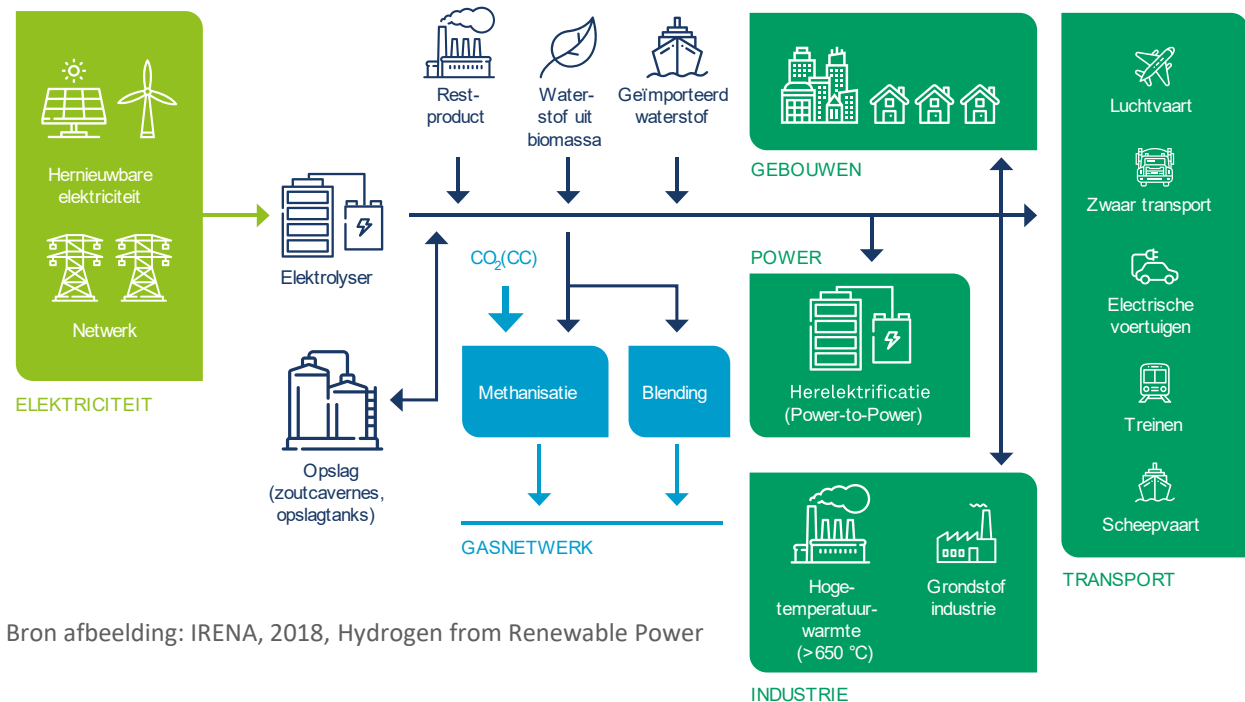 Hernieuwbare
elektriciteit
Netwerk
ELEKTRICITEIT
Elektrolyser
Opslag
(zoutcavernes,
opslagtanks)
Rest-
product
Water-
stof uit
biomassa
Geïmporteerd
waterstof
CO₂(CC)
Methanisatie
Blending
GASNETWERK
GEBOUWEN
POWER
Herelektrificatie
(Power-to-Power)
Hoge-
temperatuur-
warmte
(>650 °C)
Grondstof
industrie
INDUSTRIE
Luchtvaart
Zwaar transport
Electrische
voertuigen
Treinen
Scheepvaart
TRANSPORT
Bron afbeelding: IRENA, 2018, Hydrogen from Renewable Power